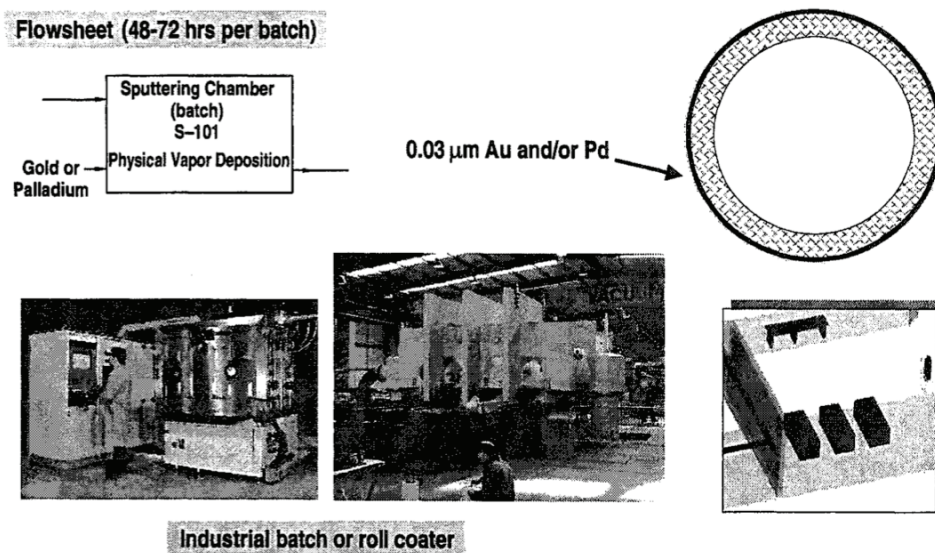 Flowsheet (48-72 hrs per batch)
Sputtering Chamber
(batch)
S–101
Physical Vapor Deposition
Gold or
Palladium
0.03 μm Au and/or Pd
Industrial batch or roll coater